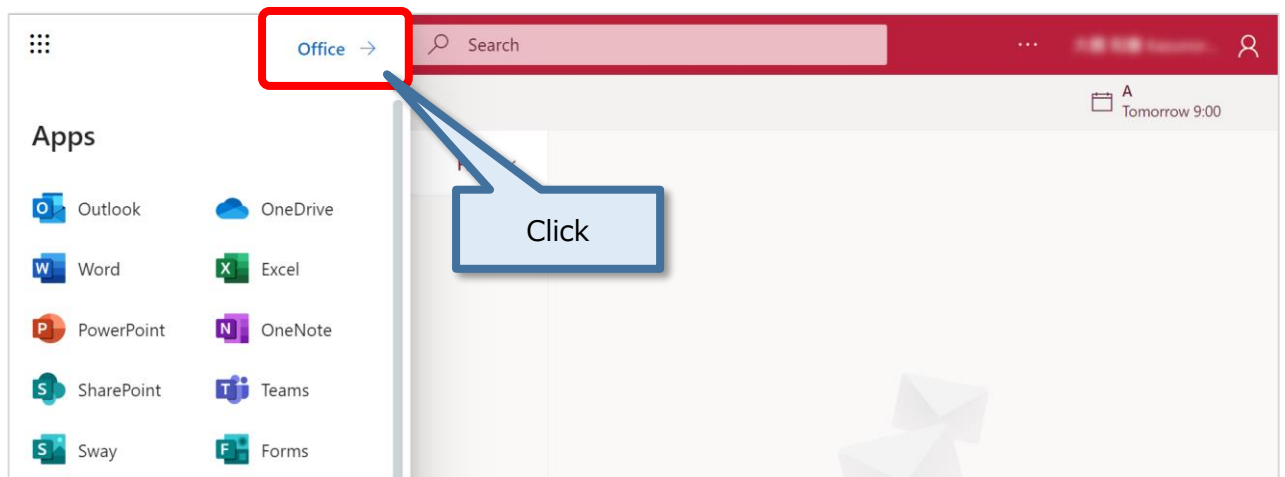 Office →
Search
...
A
Tomorrow 9:00
Apps
Outlook
OneDrive
Click
Word
Excel
PowerPoint
OneNote
SharePoint
Teams
Sway
Forms